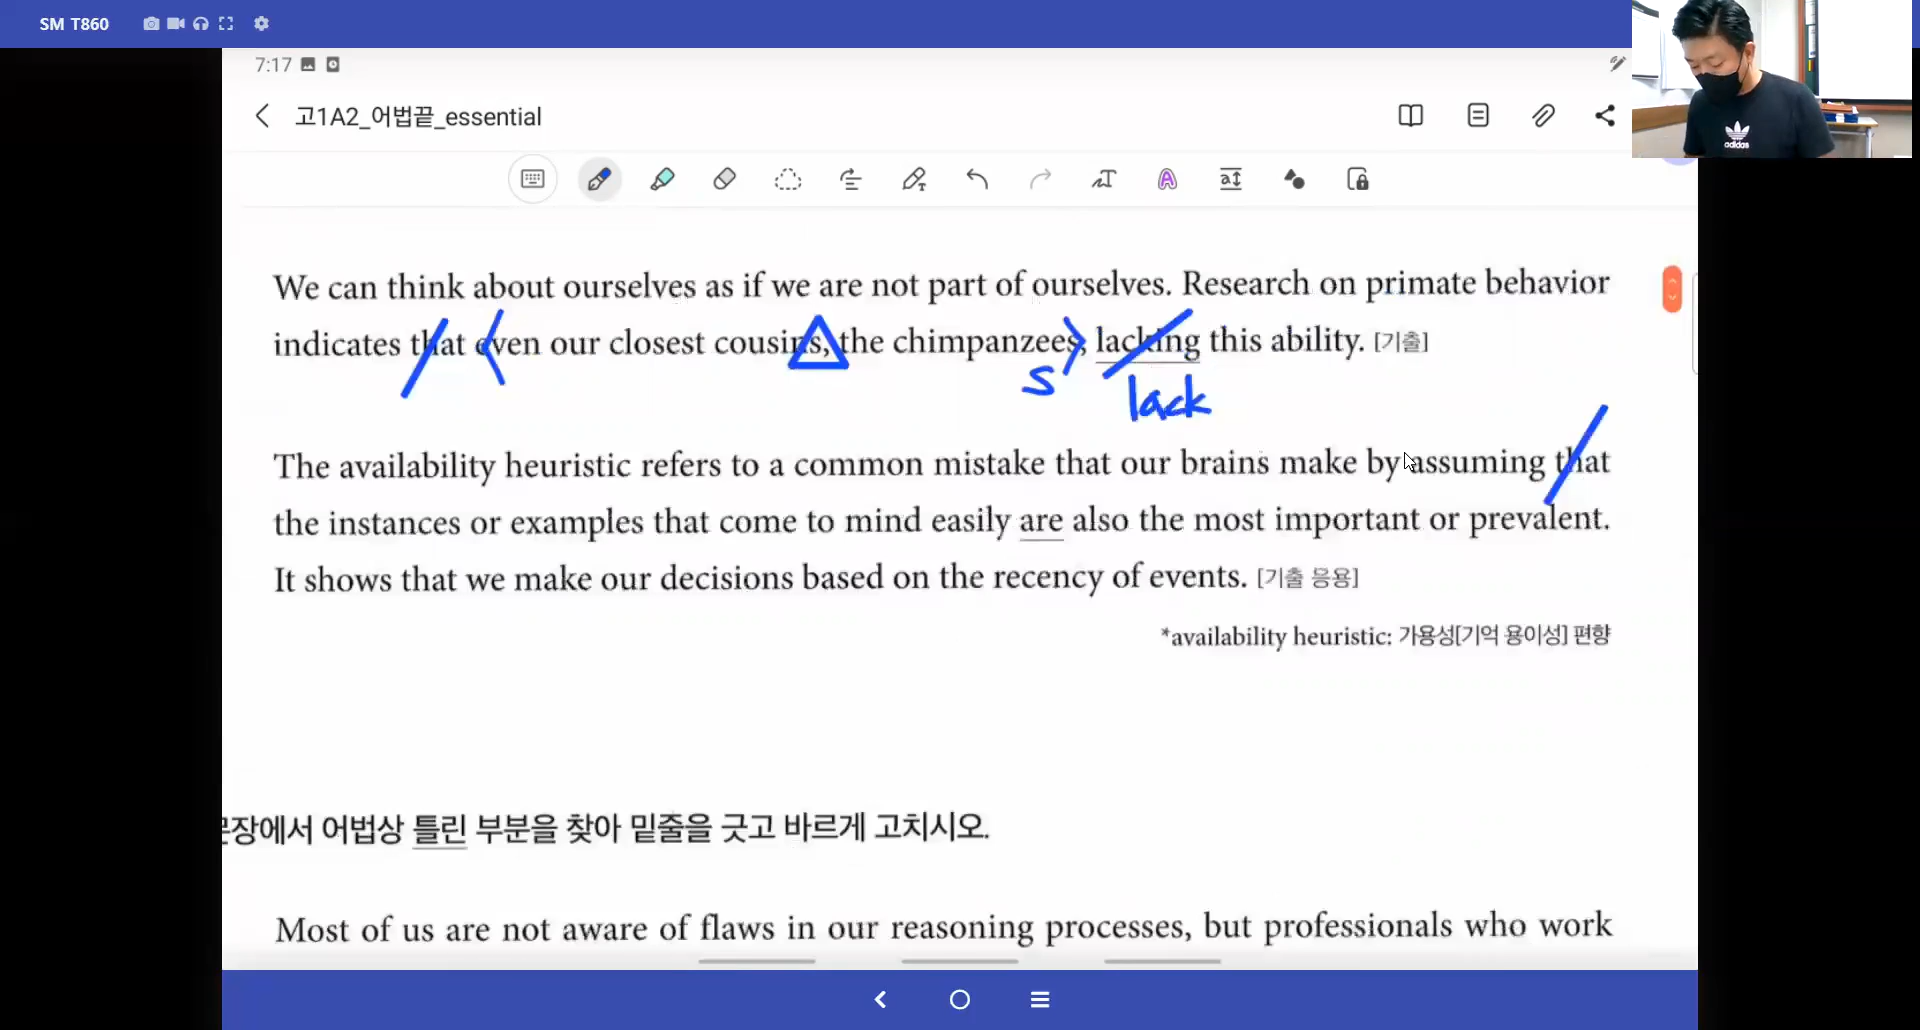 SM T860
7:17
고1A2_어법끝_essential
We can think about ourselves as if we are not part of ourselves. Research on primate behavior
indicates that even our closest cousins, the chimpanzees, lacking this ability. [기출]
s
lack
The availability heuristic refers to a common mistake that our brains make by assuming that
the instances or examples that come to mind easily are also the most important or prevalent.
It shows that we make our decisions based on the recency of events. [기출 응용]
*availability heuristic: 가용성[기억 용이성] 편향
문장에서 어법상 틀린 부분을 찾아 밑줄을 긋고 바르게 고치시오.
Most of us are not aware of flaws in our reasoning processes, but professionals who work
adidas